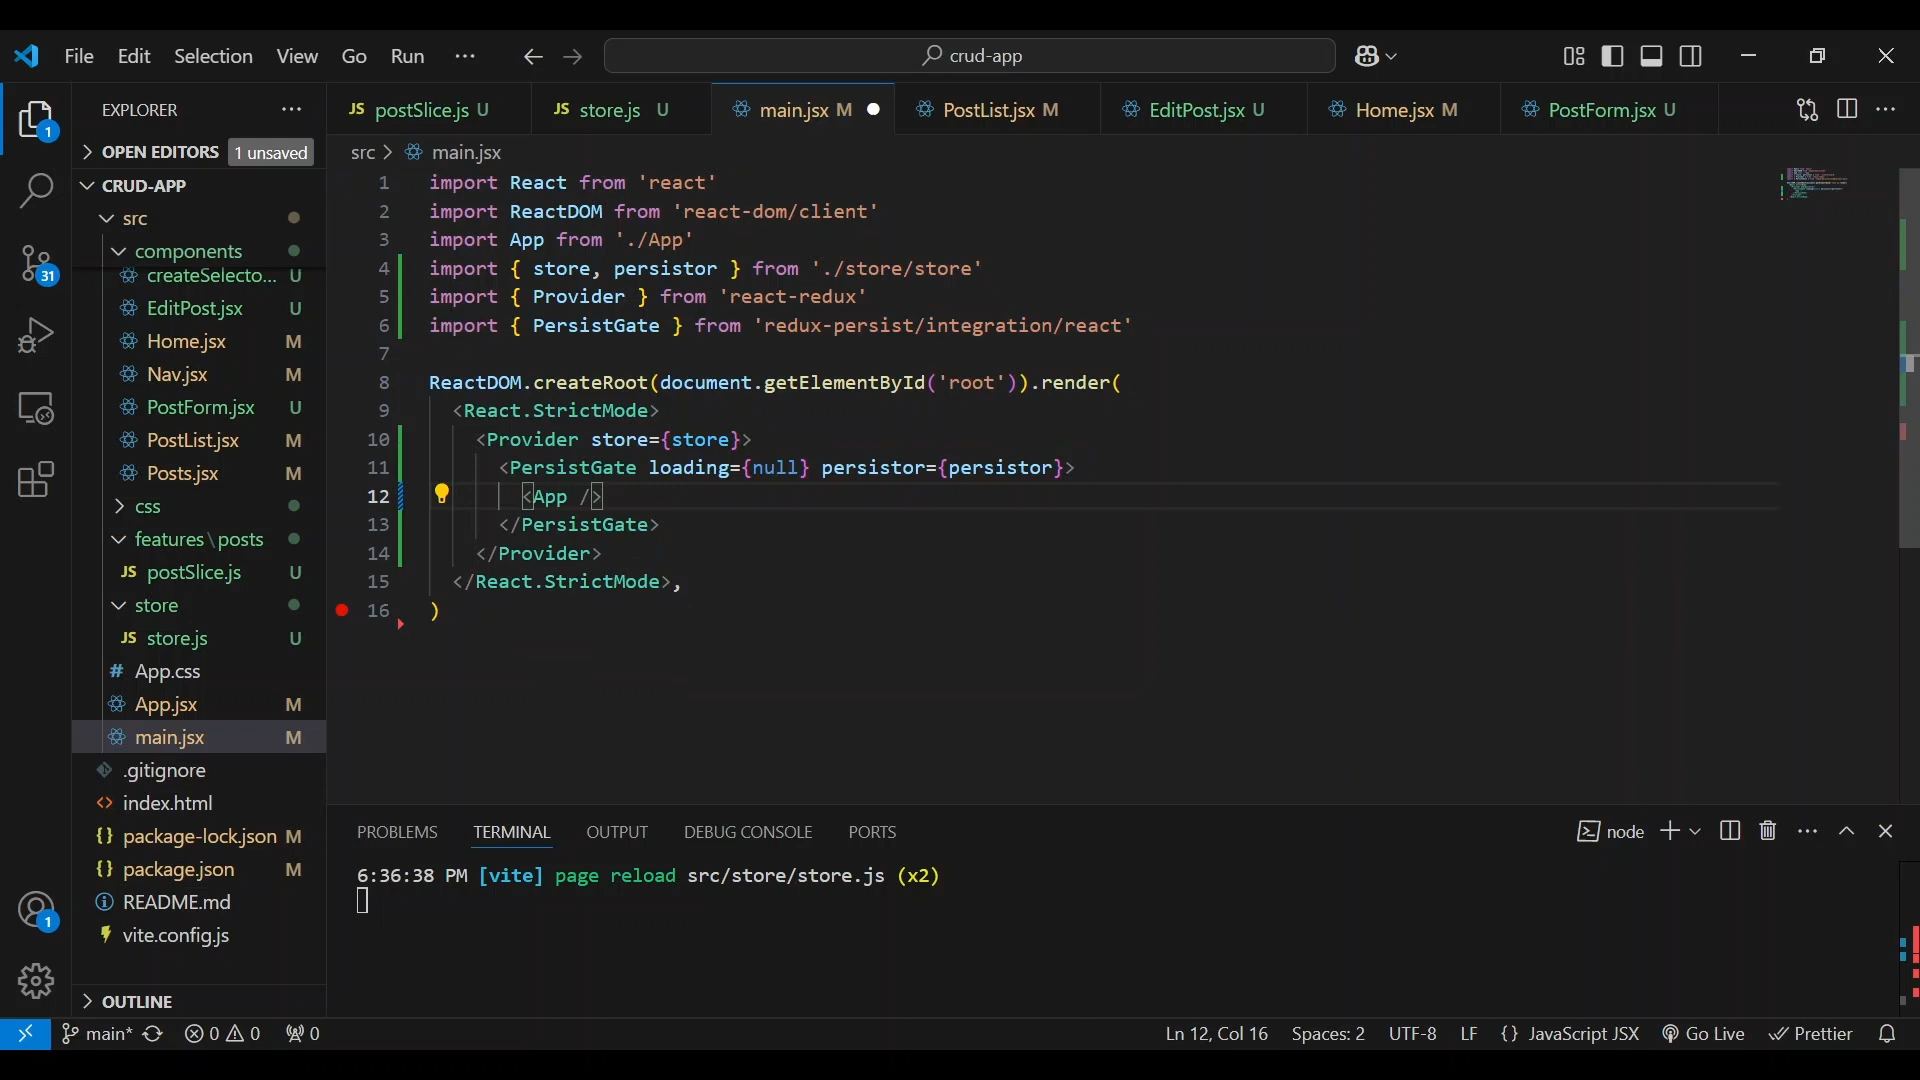 File Edit Selection View Go Run ···
crud-app
EXPLORER ···
OPEN EDITORS 1 unsaved
CRUD-APP
src
components
createSelecto... U
EditPost.jsx U
Home.jsx M
Nav.jsx M
PostForm.jsx U
PostList.jsx M
Posts.jsx M
css
features\posts
JS postSlice.js U
store
JS store.js U
# App.css
App.jsx M
main.jsx M
.gitignore
<> index.html
{} package-lock.json M
{} package.json M
README.md
vite.config.js
OUTLINE
1
31
1
JS postSlice.js U
JS store.js U
main.jsx M
PostList.jsx M
EditPost.jsx U
Home.jsx M
PostForm.jsx U
···
src > main.jsx
1 import React from 'react'
2 import ReactDOM from 'react-dom/client'
3 import App from './App'
4 import { store, persistor } from './store/store'
5 import { Provider } from 'react-redux'
6 import { PersistGate } from 'redux-persist/integration/react'
7
8 ReactDOM.createRoot(document.getElementById('root')).render(
9 <React.StrictMode>
10 <Provider store={store}>
11 <PersistGate loading={null} persistor={persistor}>
12 <App />
13 </PersistGate>
14 </Provider>
15 </React.StrictMode>,
16 )
PROBLEMS TERMINAL OUTPUT DEBUG CONSOLE PORTS
node
···
6:36:38 PM [vite] page reload src/store/store.js (x2)
main* 0 0 0
Ln 12, Col 16 Spaces: 2 UTF-8 LF {} JavaScript JSX Go Live Prettier